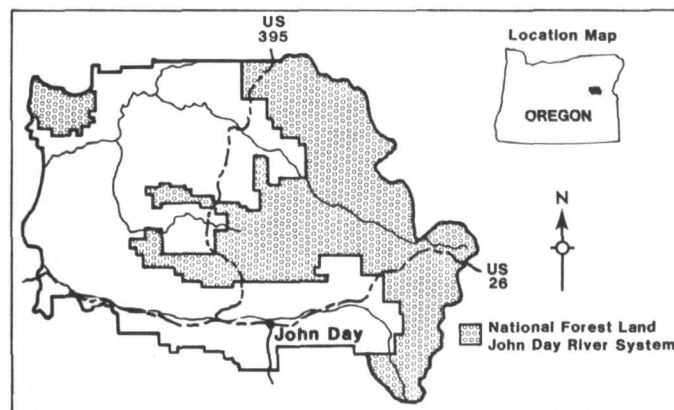 US
395
Location Map
OREGON
N
US
26
John Day
National Forest Land
John Day River System